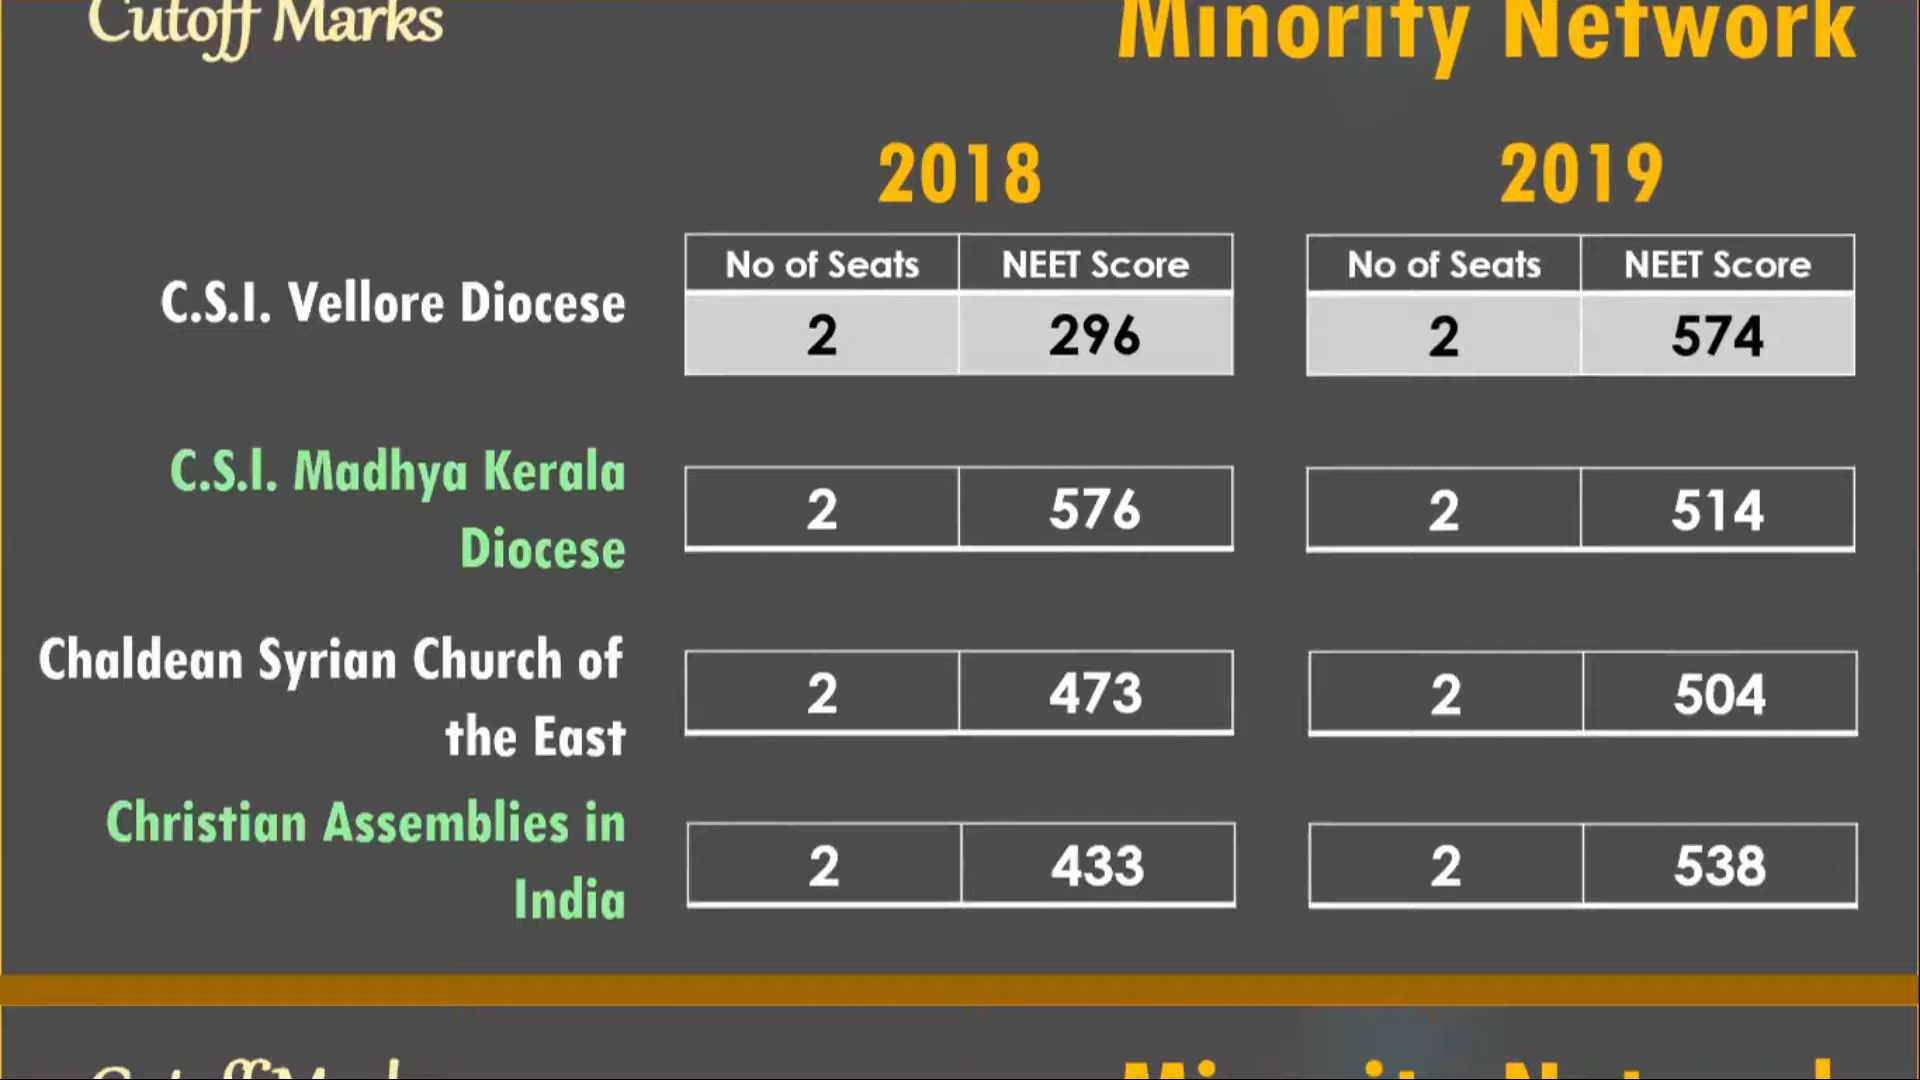 Cutoff Marks Minority Network
2018 2019
No of Seats NEET Score No of Seats NEET Score
C.S.I. Vellore Diocese 2 296 2 574
C.S.I. Madhya Kerala
Diocese
2 576 2 514
Chaldean Syrian Church of
the East
2 473 2 504
Christian Assemblies in
India
2 433 2 538